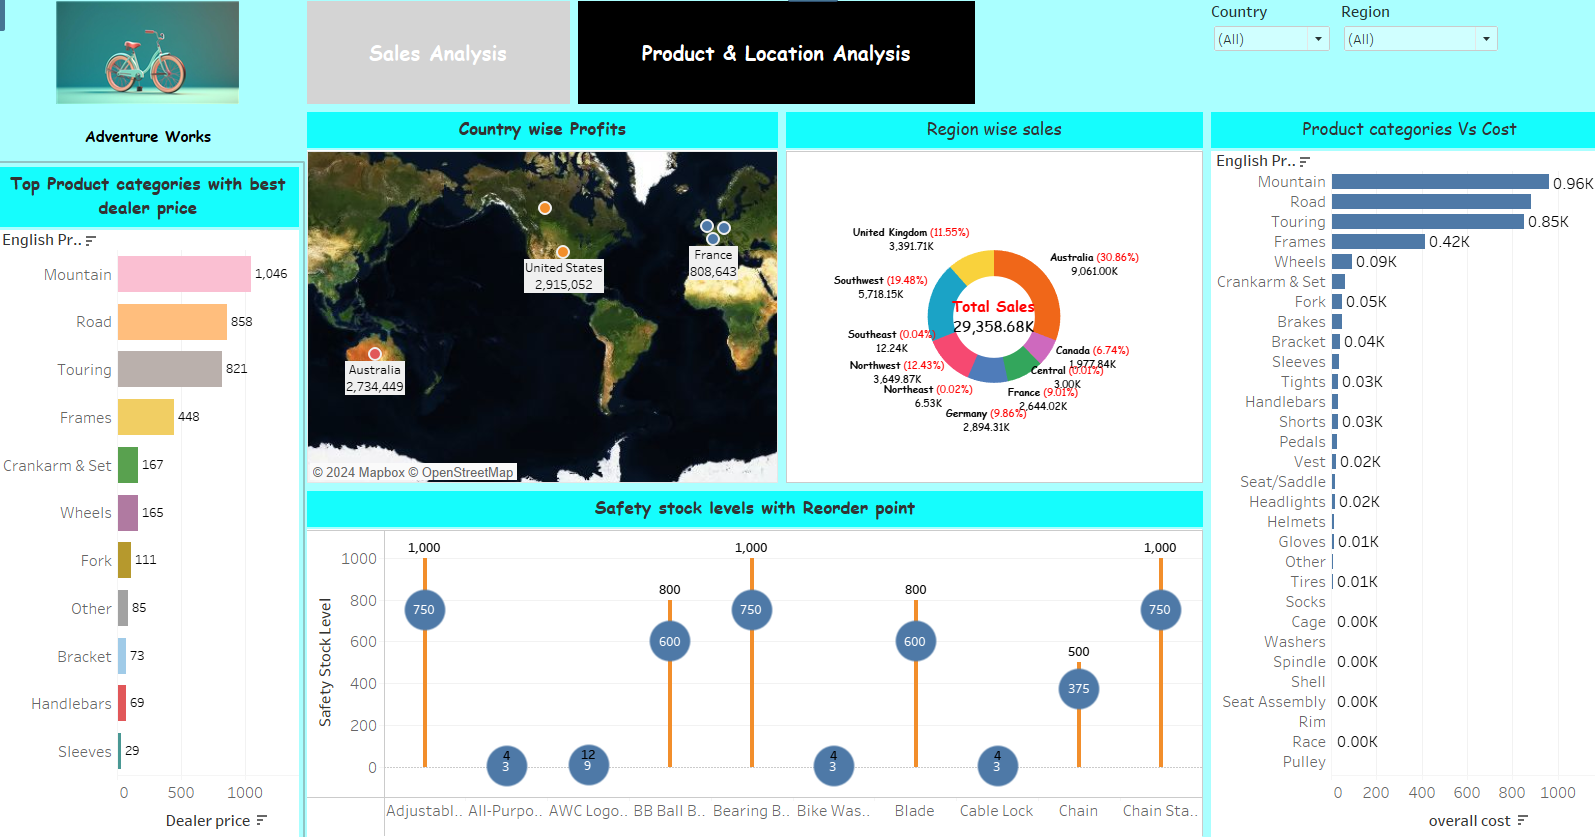 Sales Analysis
Product & Location Analysis
Country
Region
(All)
(All)
Adventure Works
Top Product categories with best
dealer price
English Pr..
Mountain
1,046
Road
858
Touring
821
Frames
448
Crankarm & Set
167
Wheels
165
Fork
111
Other
85
Bracket
73
Handlebars
69
Sleeves
29
0
500
1000
Dealer price
Country wise Profits
United States
2,915,052
France
808,643
Australia
2,734,449
© 2024 Mapbox © OpenStreetMap
Region wise sales
United Kingdom (11.55%)
3,391.71K
Australia (30.86%)
9,061.00K
Southwest (19.48%)
5,718.15K
Total Sales
29,358.68K
Southeast (0.04%)
12.24K
Canada (6.74%)
1,977.84K
Northwest (12.43%)
3,649.87K
Central (0.01%)
3.00K
Northeast (0.02%)
6.53K
France (9.01%)
2,644.02K
Germany (9.86%)
2,894.31K
Safety stock levels with Reorder point
Safety Stock Level
1000
800
600
400
200
0
1,000
750
4
3
12
9
800
600
1,000
750
4
3
800
600
4
3
500
375
1,000
750
Adjustabl..
All-Purpo..
AWC Logo..
BB Ball B..
Bearing B..
Bike Was..
Blade
Cable Lock
Chain
Chain Sta..
Product categories Vs Cost
English Pr..
Mountain
0.96K
Road
Touring
0.85K
Frames
0.42K
Wheels
0.09K
Crankarm & Set
Fork
0.05K
Brakes
Bracket
0.04K
Sleeves
Tights
0.03K
Handlebars
Shorts
0.03K
Pedals
Vest
0.02K
Seat/Saddle
Headlights
0.02K
Helmets
Gloves
0.01K
Other
Tires
0.01K
Socks
Cage
0.00K
Washers
Spindle
0.00K
Shell
Seat Assembly
0.00K
Rim
Race
0.00K
Pulley
0
200
400
600
800
1000
overall cost